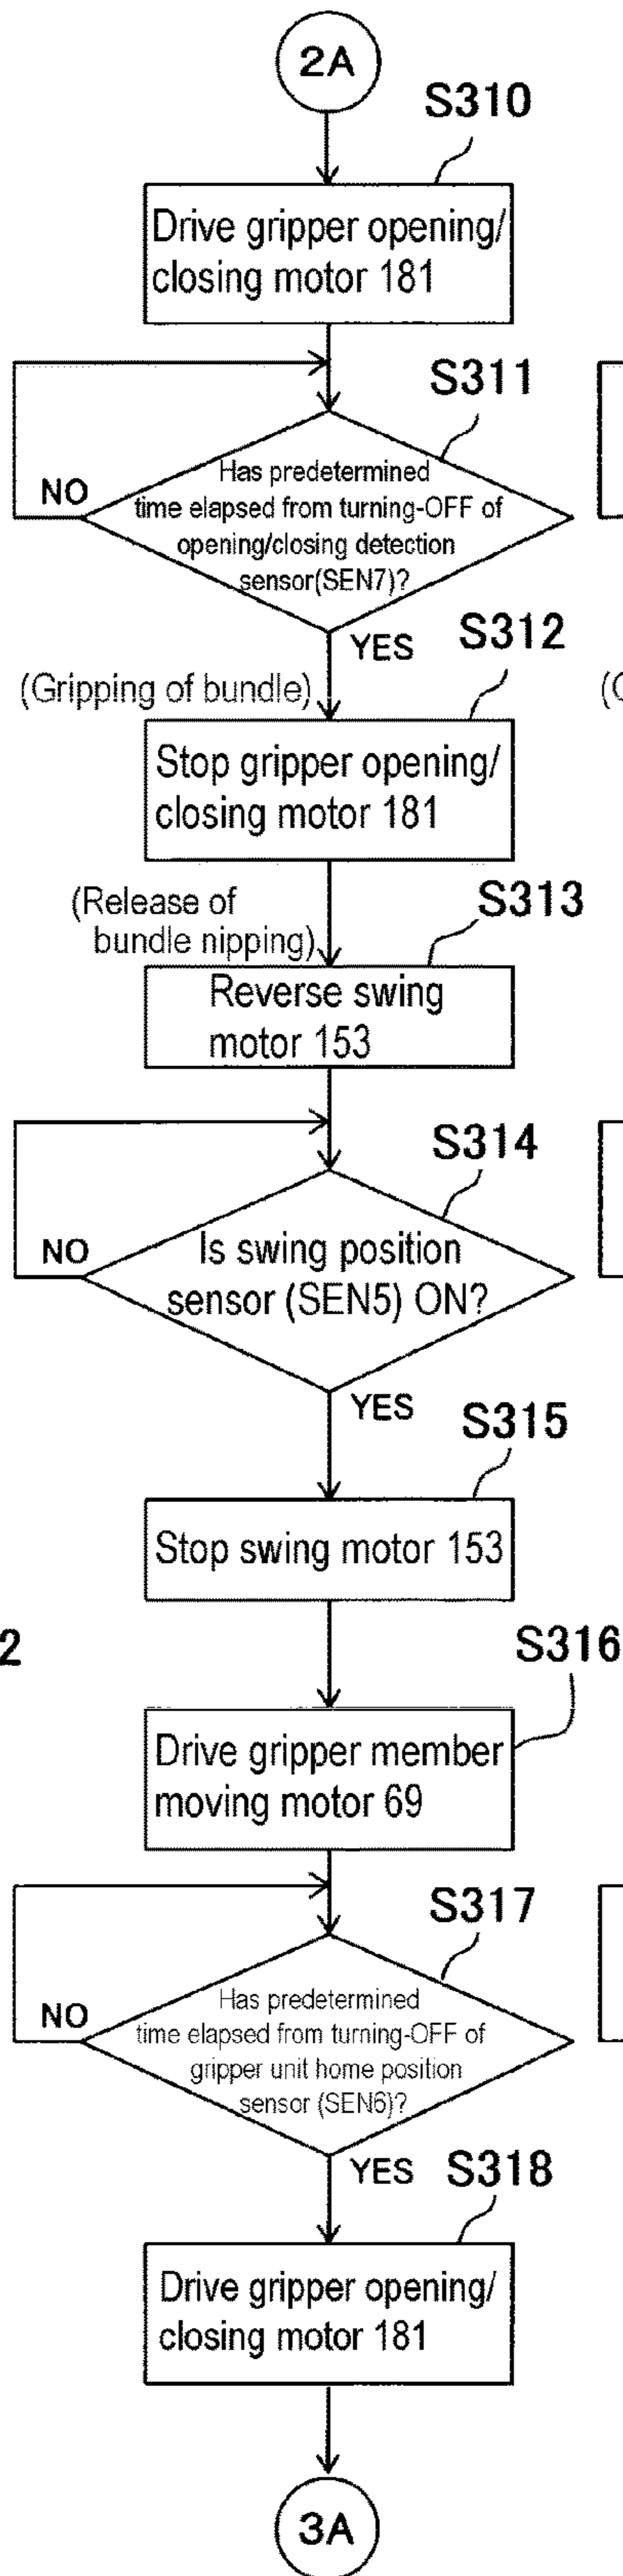 2A
S310
Drive gripper opening/
closing motor 181
S311
Has predetermined
time elapsed from turning-OFF of
opening/closing detection
sensor(SEN7)?
NO
YES
S312
(Gripping of bundle)
(
Stop gripper opening/
closing motor 181
(Release of
bundle nipping)
S313
Reverse swing
motor 153
S314
Is swing position
sensor (SEN5) ON?
NO
YES
S315
Stop swing motor 153
2
S316
Drive gripper member
moving motor 69
S317
Has predetermined
time elapsed from turning-OFF of
gripper unit home position
sensor (SEN6)?
NO
YES
S318
Drive gripper opening/
closing motor 181
3A